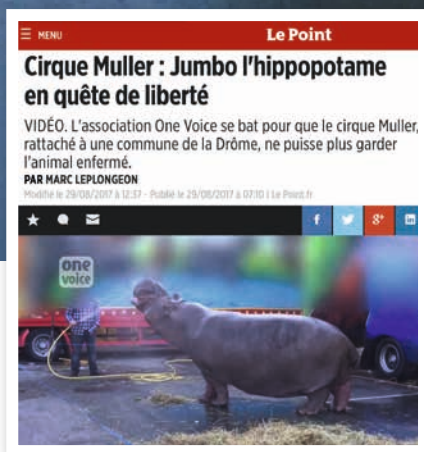 MENU
Le Point
Cirque Muller : Jumbo l'hippopotame
en quête de liberté
VIDÉO. L'association One Voice se bat pour que le cirque Muller,
rattaché à une commune de la Drôme, ne puisse plus garder
l'animal enfermé.
PAR MARC LEPLONGEON
Modifié le 29/08/2017 à 12:37 - Publié le 29/08/2017 à 07:10 | Le Point.fr
f
g+
in
one
voice